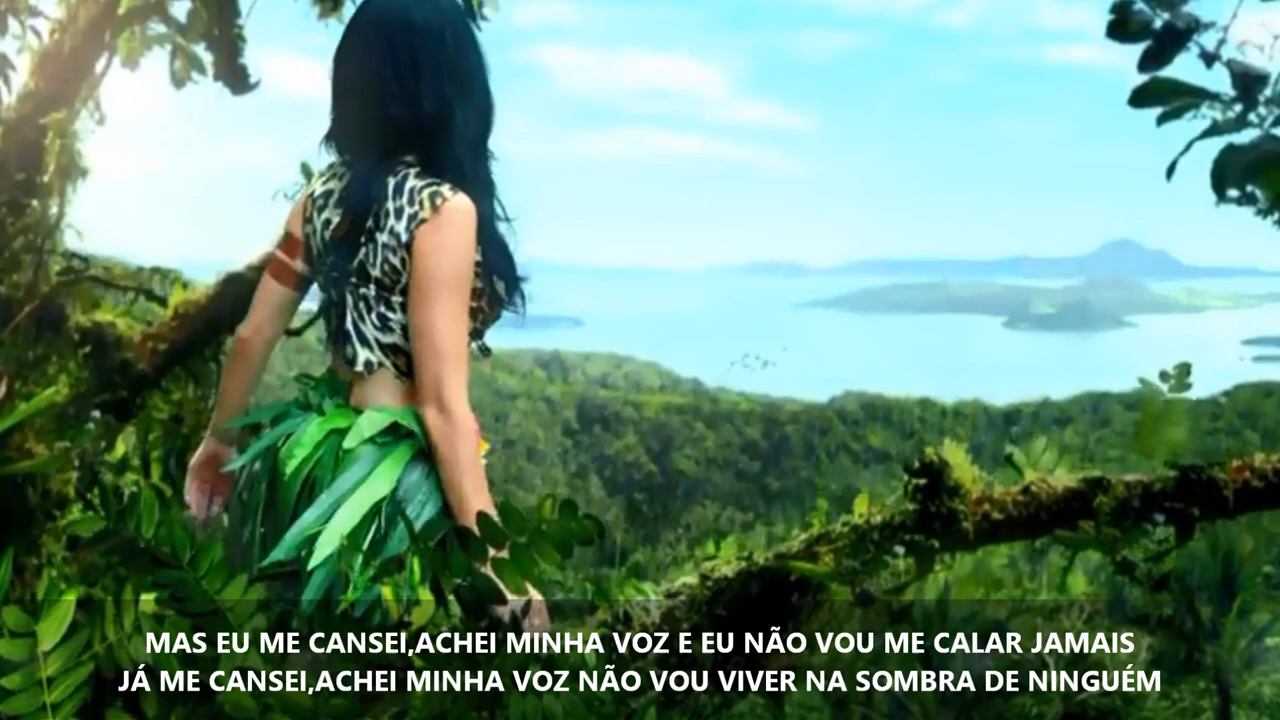 MAS EU ME CANSEI,ACHEI MINHA VOZ E EU NÃO VOU ME CALAR JAMAIS
JÁ ME CANSEI,ACHEI MINHA VOZ NÃO VOU VIVER NA SOMBRA DE NINGUÉM